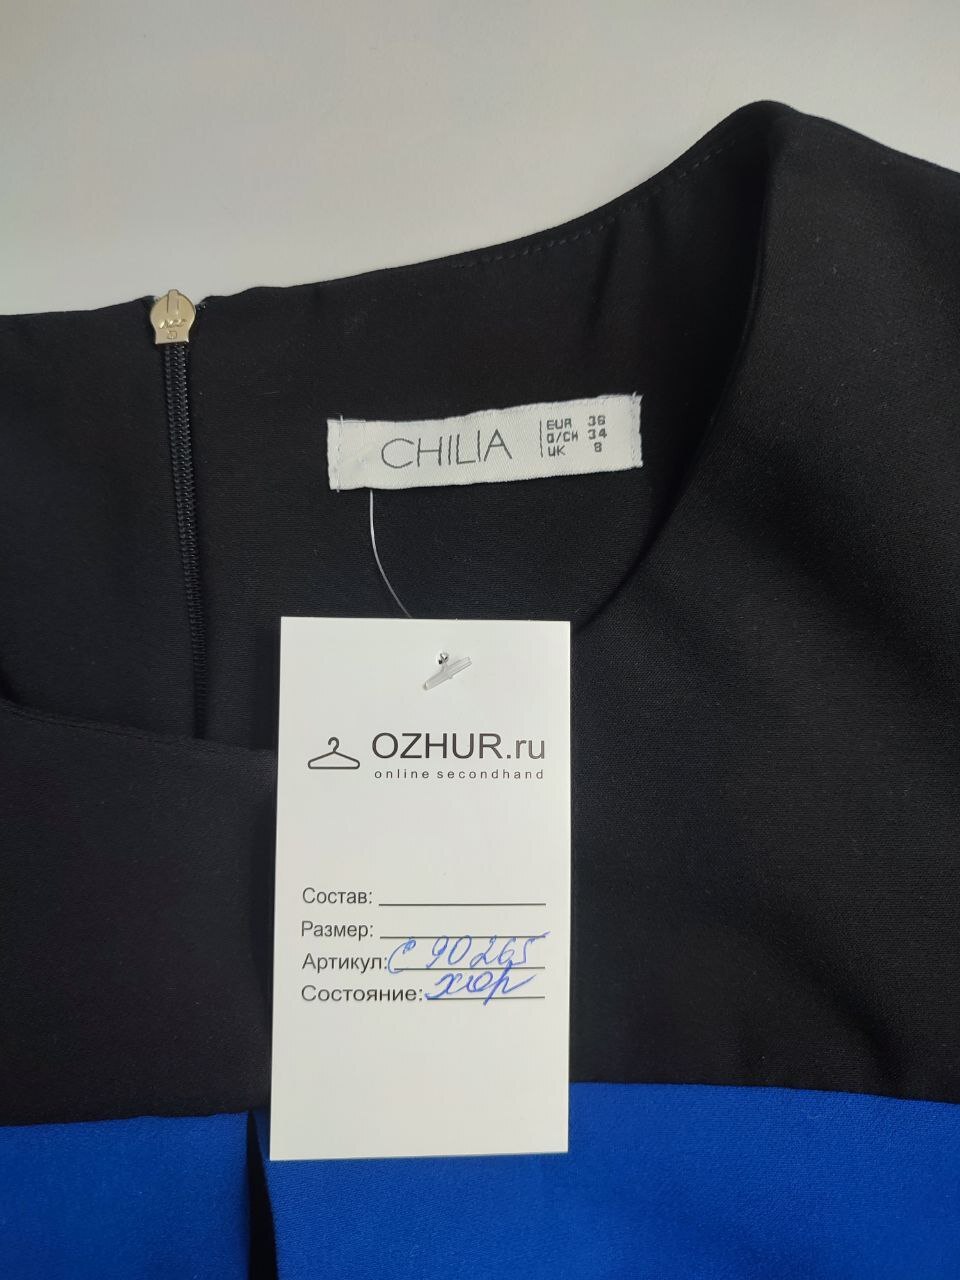 CHILIA
EUR 36
D/CH 34
UK 8
OZHUR.ru
online secondhand
Состав:
Размер:
Артикул: С 90265
Состояние: хор